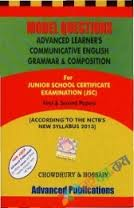 MODEL QUESTIONS
ADVANCED LEARNER'S
COMMUNICATIVE ENGLISH
GRAMMAR & COMPOSITION
For
JUNIOR SCHOOL CERTIFICATE
EXAMINATION (JSC)
First & Second Papers
[ACCORDING TO THE NCTB'S
NEW SYLLABUS 2013]
CHOWDHURY & HOSSAIN
Advanced Publications